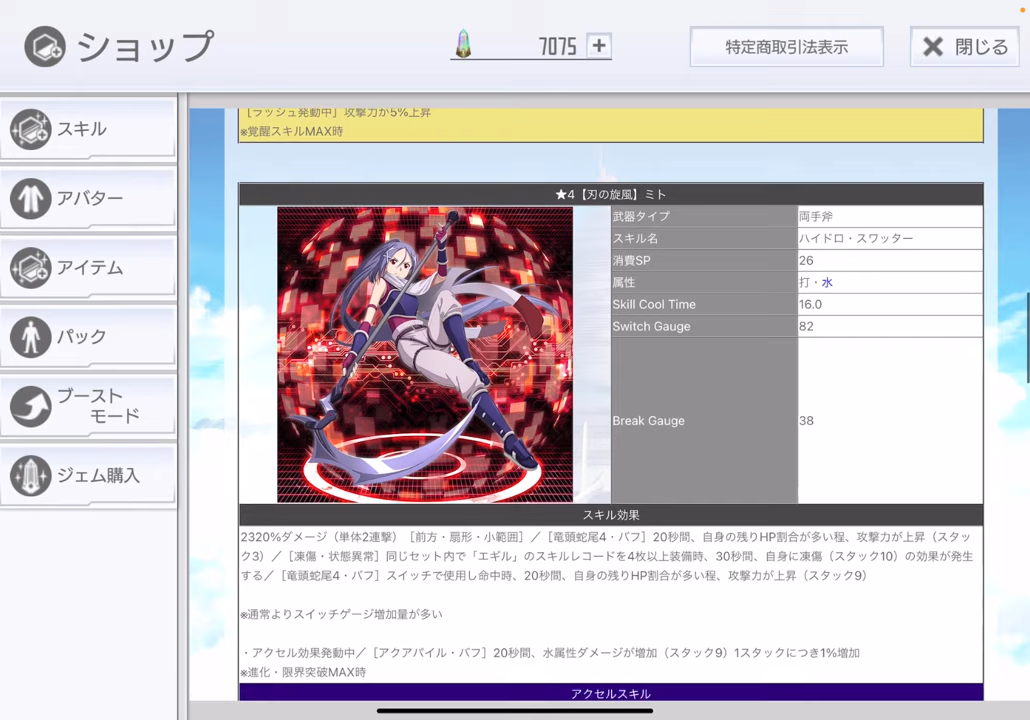 ショップ
7075
特定商取引法表示
閉じる
スキル
アバター
アイテム
パック
ブースト
モード
ジェム購入
［ラッシュ発動中］攻撃力が5%上昇
※覚醒スキルMAX時
★4【刃の旋風】ミト
武器タイプ 両手斧
スキル名 ハイドロ・スワッター
消費SP 26
属性 打・水
Skill Cool Time 16.0
Switch Gauge 82
Break Gauge 38
スキル効果
2320%ダメージ（単体2連撃）［前方・扇形・小範囲］／［竜頭蛇尾4・バフ］20秒間、自身の残りHP割合が多い程、攻撃力が上昇（スタッ
ク3）／［凍傷・状態異常］同じセット内で「エギル」のスキルレコードを4枚以上装備時、30秒間、自身に凍傷（スタック10）の効果が発生
する／［竜頭蛇尾4・バフ］スイッチで使用し命中時、20秒間、自身の残りHP割合が多い程、攻撃力が上昇（スタック9）
※通常よりスイッチゲージ増加量が多い
・アクセル効果発動中／［アクアパイル・バフ］20秒間、水属性ダメージが増加（スタック9）1スタックにつき1%増加
※進化・限界突破MAX時
アクセルスキル